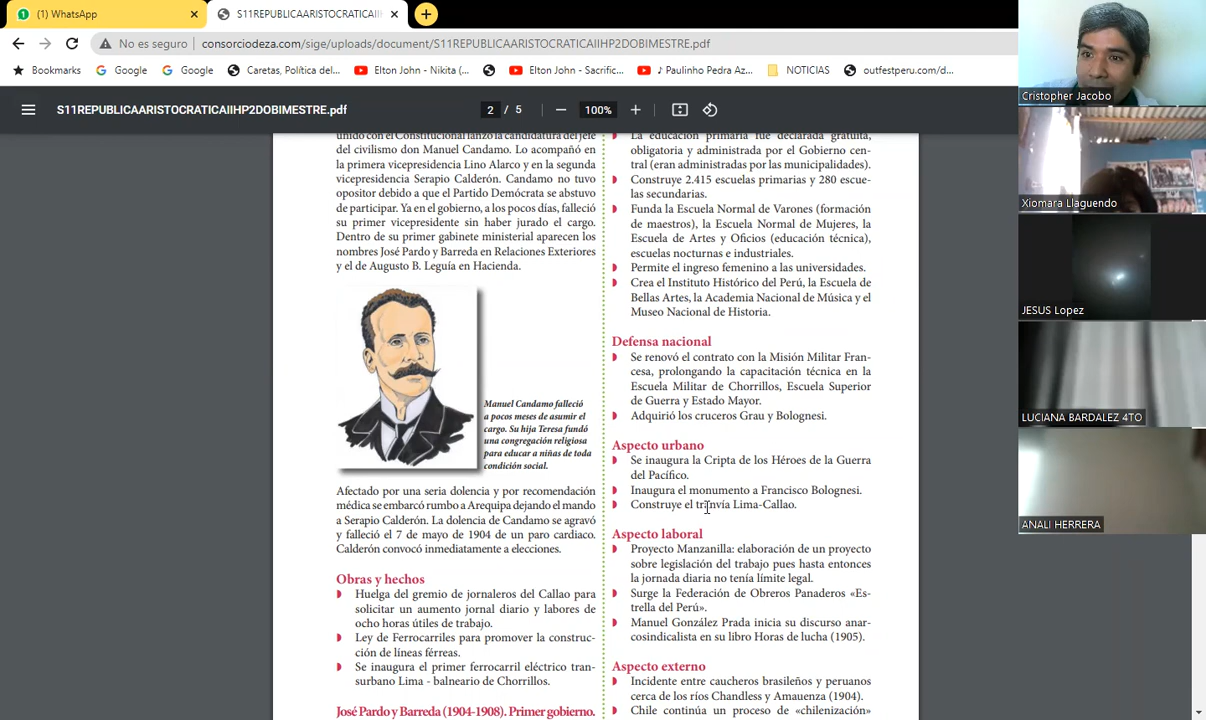 (1) WhatsApp
S11REPUBLICAARISTOCRATICAIIHP
No es seguro
consorciodeza.com/sige/uploads/document/S11REPUBLICAARISTOCRATICAIIHP2DOBIMESTRE.pdf
Bookmarks
Google
Google
Caretas, Política del...
Elton John - Nikita (...
Elton John - Sacrific...
♪ Paulinho Pedra Az...
NOTICIAS
outfestperu.com/d...
S11REPUBLICAARISTOCRATICAIIHP2DOBIMESTRE.pdf
2 / 5
100%
unido con el Constitucional lanzó la candidatura del jefe
del civilismo don Manuel Candamo. Lo acompañó en
la primera vicepresidencia Lino Alarco y en la segunda
vicepresidencia Serapio Calderón. Candamo no tuvo
opositor debido a que el Partido Demócrata se abstuvo
de participar. Ya en el gobierno, a los pocos días, falleció
su primer vicepresidente sin haber jurado el cargo.
Dentro de su primer gabinete ministerial aparecen los
nombres José Pardo y Barreda en Relaciones Exteriores
y el de Augusto B. Leguía en Hacienda.
Manuel Candamo falleció
a pocos meses de asumir el
cargo. Su hija Teresa fundó
una congregación religiosa
para educar a niñas de toda
condición social.
Afectado por una seria dolencia y por recomendación
médica se embarcó rumbo a Arequipa dejando el mando
a Serapio Calderón. La dolencia de Candamo se agravó
y falleció el 7 de mayo de 1904 de un paro cardiaco.
Calderón convocó inmediatamente a elecciones.
Obras y hechos
Huelga del gremio de jornaleros del Callao para
solicitar un aumento jornal diario y labores de
ocho horas útiles de trabajo.
Ley de Ferrocarriles para promover la construc-
ción de líneas férreas.
Se inaugura el primer ferrocarril eléctrico tran-
surbano Lima - balneario de Chorrillos.
José Pardo y Barreda (1904-1908). Primer gobierno.
La educación primaria fue declarada gratuita,
obligatoria y administrada por el Gobierno cen-
tral (eran administradas por las municipalidades).
Construye 2.415 escuelas primarias y 280 escue-
las secundarias.
Funda la Escuela Normal de Varones (formación
de maestros), la Escuela Normal de Mujeres, la
Escuela de Artes y Oficios (educación técnica),
escuelas nocturnas e industriales.
Permite el ingreso femenino a las universidades.
Crea el Instituto Histórico del Perú, la Escuela de
Bellas Artes, la Academia Nacional de Música y el
Museo Nacional de Historia.
Defensa nacional
Se renovó el contrato con la Misión Militar Fran-
cesa, prolongando la capacitación técnica en la
Escuela Militar de Chorrillos, Escuela Superior
de Guerra y Estado Mayor.
Adquirió los cruceros Grau y Bolognesi.
Aspecto urbano
Se inaugura la Cripta de los Héroes de la Guerra
del Pacífico.
Inaugura el monumento a Francisco Bolognesi.
Construye el tranvía Lima-Callao.
Aspecto laboral
Proyecto Manzanilla: elaboración de un proyecto
sobre legislación del trabajo pues hasta entonces
la jornada diaria no tenía límite legal.
Surge la Federación de Obreros Panaderos «Es-
trella del Perú».
Manuel González Prada inicia su discurso anar-
cosindicalista en su libro Horas de lucha (1905).
Aspecto externo
Incidente entre caucheros brasileños y peruanos
cerca de los ríos Chandless y Amauenza (1904).
Chile continúa un proceso de «chilenización»
Cristopher Jacobo
Xiomara Llaguendo
JESUS Lopez
LUCIANA BARDALEZ 4TO
ANALI HERRERA